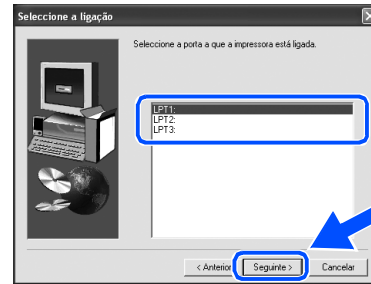 Seleccione a ligação
Seleccione a porta a que a impressora está ligada.
LPT1:
LPT2:
LPT3:
< Anterior
Seguinte >
Cancelar